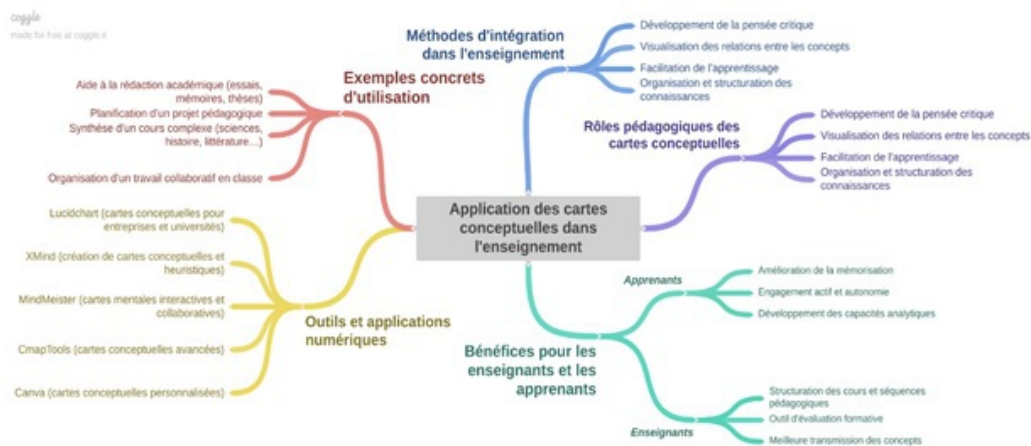 coggle
made for free at coggle.it
Méthodes d'intégration
dans l'enseignement
Développement de la pensée critique
Visualisation des relations entre les concepts
Facilitation de l'apprentissage
Organisation et structuration des
connaissances
Exemples concrets
d'utilisation
Aide à la rédaction académique (essais,
mémoires, thèses)
Planification d'un projet pédagogique
Synthèse d'un cours complexe (sciences,
histoire, littérature…)
Organisation d'un travail collaboratif en classe
Rôles pédagogiques des
cartes conceptuelles
Développement de la pensée critique
Visualisation des relations entre les concepts
Facilitation de l'apprentissage
Organisation et structuration des
connaissances
Application des cartes
conceptuelles dans
l'enseignement
Lucidchart (cartes conceptuelles pour
entreprises et universités)
XMind (création de cartes conceptuelles et
heuristiques)
MindMeister (cartes mentales interactives et
collaboratives)
CmapTools (cartes conceptuelles avancées)
Canva (cartes conceptuelles personnalisées)
Outils et applications
numériques
Bénéfices pour les
enseignants et les
apprenants
Apprenants
Amélioration de la mémorisation
Engagement actif et autonomie
Développement des capacités analytiques
Enseignants
Structuration des cours et séquences
pédagogiques
Outil d'évaluation formative
Meilleure transmission des concepts